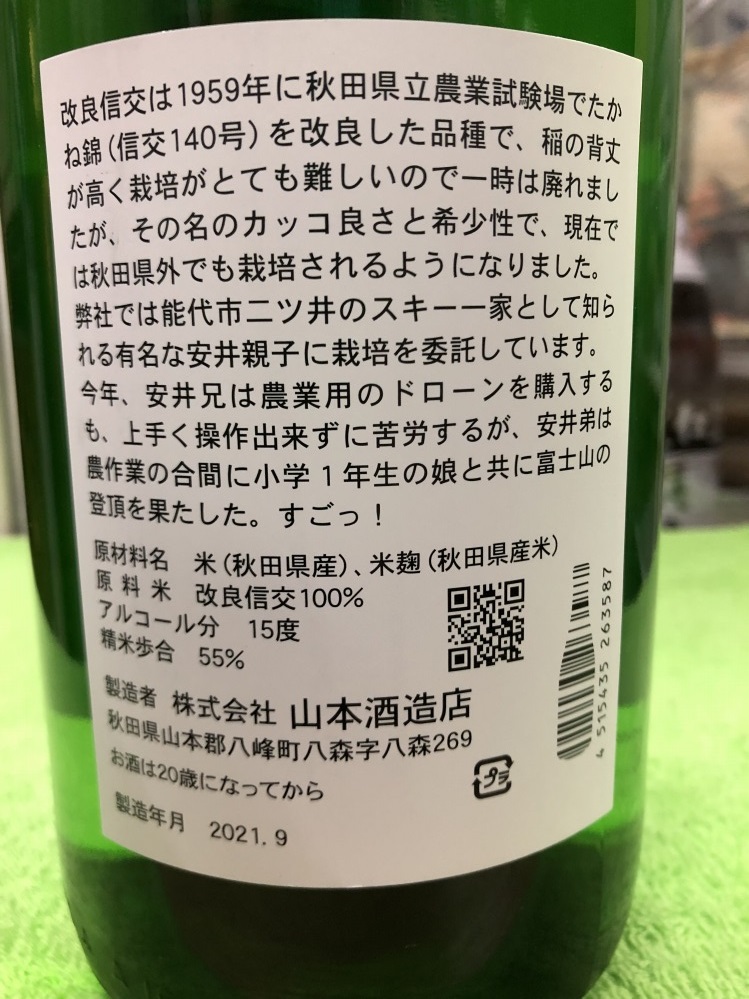 改良信交は1959年に秋田県立農業試験場でたか
ね錦（信交140号）を改良した品種で、稲の背丈
が高く栽培がとても難しいので一時は廃れまし
たが、その名のカッコ良さと希少性で、現在で
は秋田県外でも栽培されるようになりました。
弊社では能代市二ツ井のスキー一家として知ら
れる有名な安井親子に栽培を委託しています。
今年、安井兄は農業用のドローンを購入する
も、上手く操作出来ずに苦労するが、安井弟は
農作業の合間に小学1年生の娘と共に富士山の
登頂を果たした。すごっ！
原材料名 米（秋田県産）、米麹（秋田県産米）
原料米 改良信交100%
アルコール分 15度
精米歩合 55%
製造者 株式会社 山本酒造店
秋田県山本郡八峰町八森字八森269
お酒は20歳になってから
製造年月 2021.9
プラ
4 515435 263587